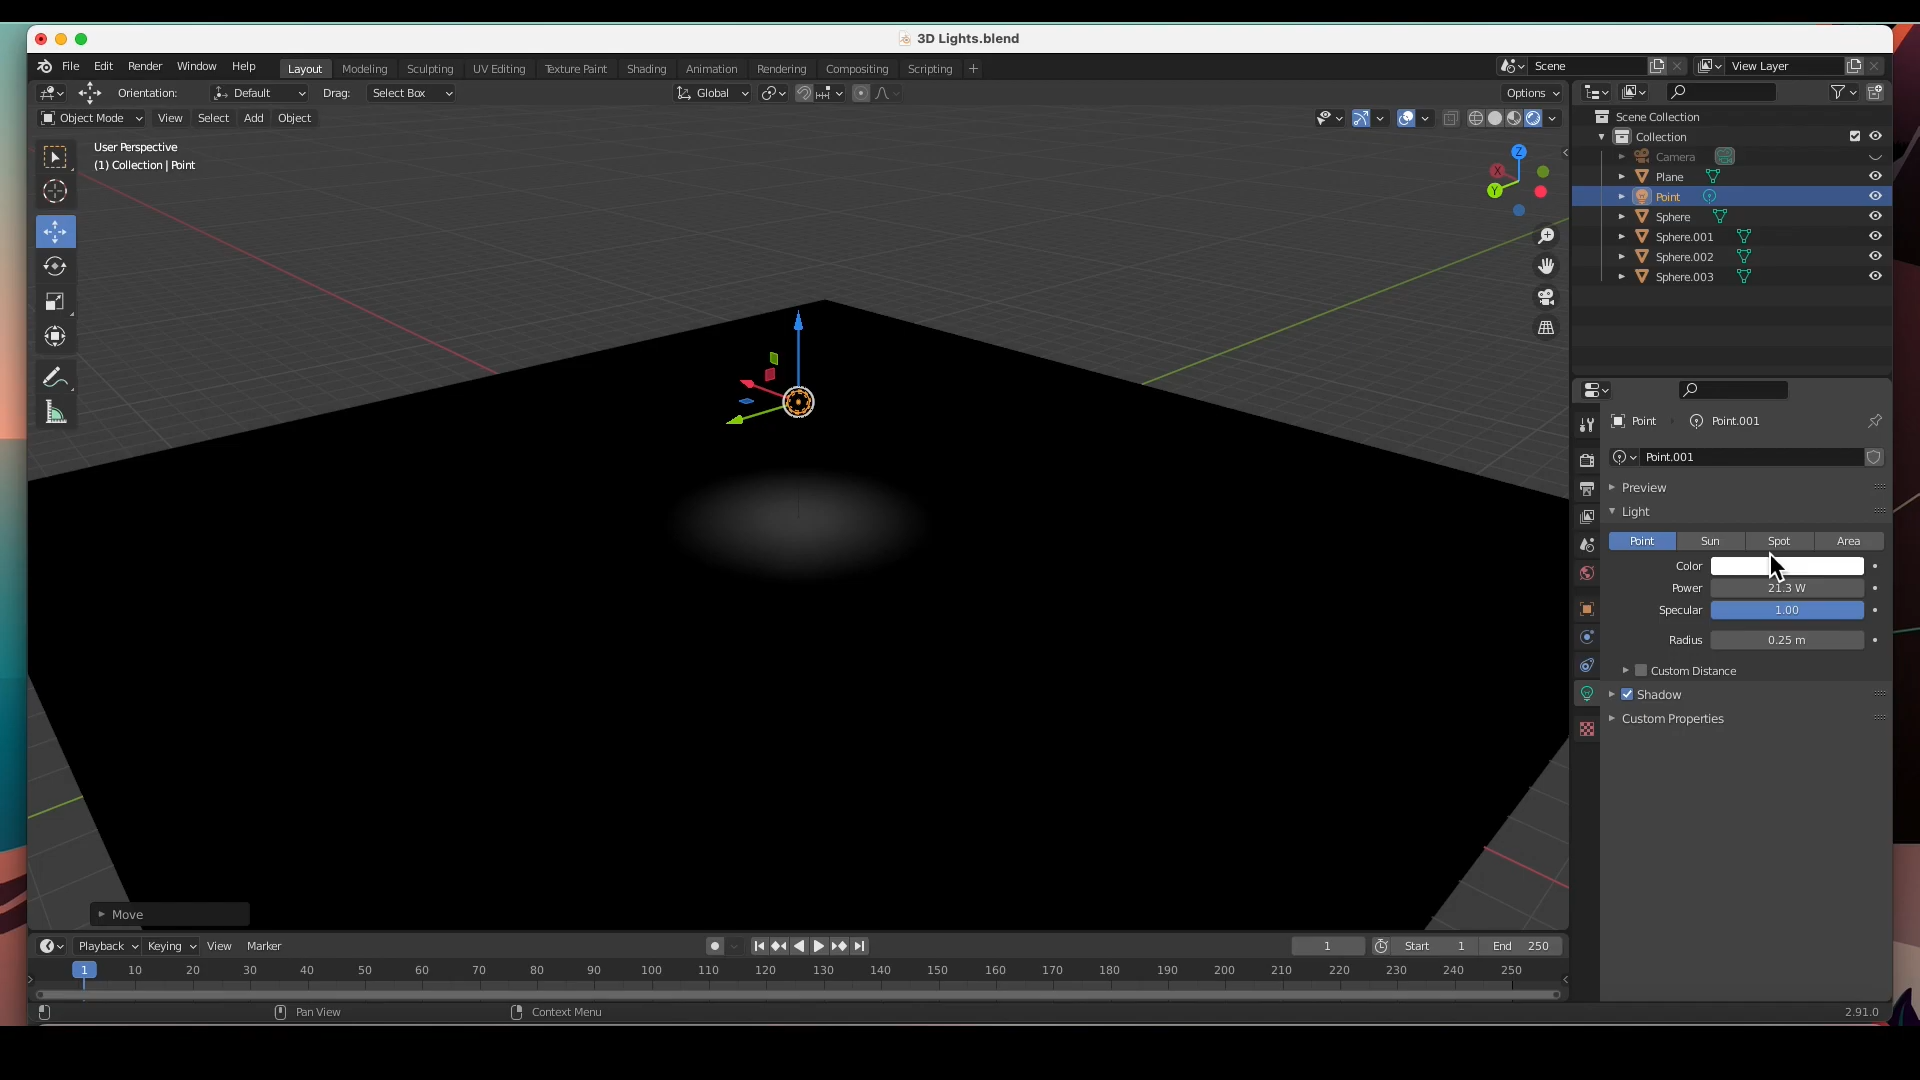 3D Lights.blend
File Edit Render Window Help Layout Modeling Sculpting UV Editing Texture Paint Shading Animation Rendering Compositing Scripting + Scene View Layer
Orientation: Default Drag: Select Box Global Options
Object Mode View Select Add Object
User Perspective
(1) Collection | Point
Z
X
Y
Scene Collection
Collection
Camera
Plane
Point
Sphere
Sphere.001
Sphere.002
Sphere.003
Point Point.001
Point.001
Preview
Light
Point Sun Spot Area
Color
Power 21.3 W
Specular 1.00
Radius 0.25 m
Custom Distance
Shadow
Custom Properties
Move
Playback Keying View Marker 1 Start 1 End 250
1 10 20 30 40 50 60 70 80 90 100 110 120 130 140 150 160 170 180 190 200 210 220 230 240 250
Pan View Context Menu 2.91.0